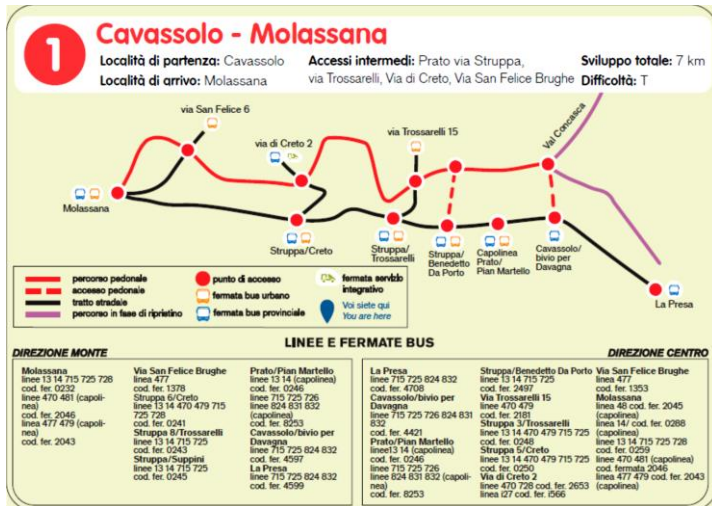 1
Cavassolo - Molassana
Località di partenza: Cavassolo
Località di arrivo: Molassana
Accessi intermedi: Prato via Struppa,
via Trossarelli, Via di Creto, Via San Felice Brughe
Sviluppo totale: 7 km
Difficoltà: T
via San Felice 6
via di Creto 2
via Trossarelli 15
Val Concasca
Molassana
Struppa/Creto
Struppa/
Trossarelli
Struppa/
Benedetto
Da Porto
Capolinea
Prato/
Pian Martello
Cavassolo/
bivio per
Davagna
La Presa
percorso pedonale
accesso pedonale
tratto stradale
percorso in fase di ripristino
punto di accesso
fermata bus urbano
fermata bus provinciale
fermata servizio
integrativo
Voi siete qui
You are here
LINEE E FERMATE BUS
DIREZIONE MONTE
Molassana
linee 13 14 715 725 728
cod. fer. 0232
linee 470 481 (capoli-
nea)
cod. fer. 2046
linea 477 479 (capoli-
nea)
cod. fer. 2043
Via San Felice Brughe
linea 477
cod. fer. 1378
Struppa 6/Creto
linee 13 14 470 479 715
725 728
cod. fer. 0241
Struppa 8/Trossarelli
linee 13 14 715 725
cod. fer. 0243
Struppa/Suppini
linee 13 14 715 725
cod. fer. 0245
Prato/Pian Martello
linee 13 14 (capolinea)
cod. fer. 0246
linee 715 725 726
linee 824 831 832
(capolinea)
cod. fer. 8253
Cavassolo/bivio per
Davagna
linee 715 725 824 832
cod. fer. 4597
La Presa
linee 715 725 824 832
cod. fer. 4599
DIREZIONE CENTRO
La Presa
linee 715 725 824 832
cod. fer. 4708
Cavassolo/bivio per
Davagna
linee 715 725 726 824 831
832
cod. fer. 4421
Prato/Pian Martello
linee13 14 (capolinea)
cod. fer. 0246
linee 715 725 726
linee 824 831 832 (capoli-
nea)
cod. fer. 8253
Struppa/Benedetto Da Porto
linee 13 14 715 725
cod. fer. 2497
Via Trossarelli 15
linee 470 479
cod. fer. 2181
Struppa 3/Trossarelli
linee 13 14 470 479 715 725
cod. fer. 0248
Struppa 5/Creto
linee 13 14 470 479 715 725
cod. fer. 0250
Via di Creto 2
linee 470 728 cod. fer. 2653
linea i27 cod. fer. i566
Via San Felice Brughe
linea 477
cod. fer. 1353
Molassana
linea 48 cod. fer. 2045
(capolinea)
linea 14/ cod. fer. 0288
(capolinea)
linee 13 14 715 725 728
cod. fer. 0259
linee 470 481 (capolinea)
cod. fermata 2046
linee 477 479 cod. fer. 2043
(capolinea)